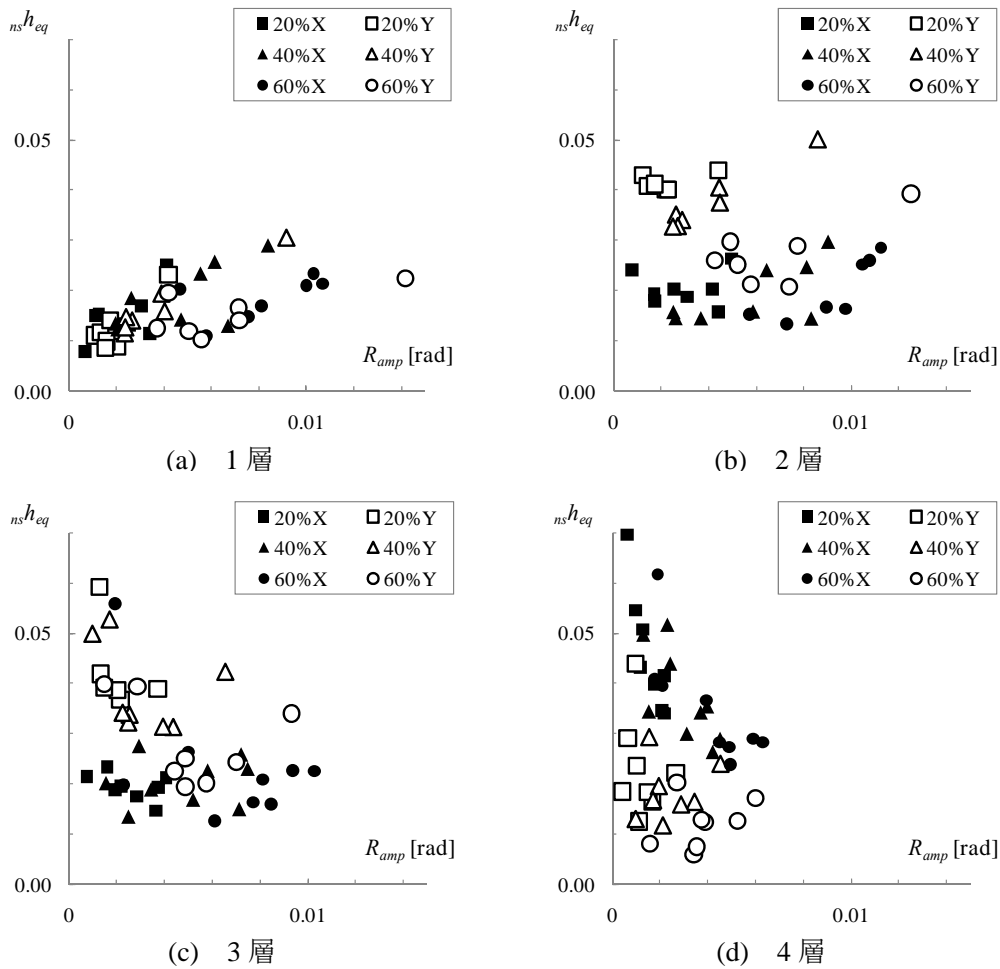 nsheq
20%X 20%Y
40%X 40%Y
60%X 60%Y
0.05
Ramp [rad]
0.00
0 0.01
(a) 1 層
nsheq
20%X 20%Y
40%X 40%Y
60%X 60%Y
0.05
Ramp [rad]
0.00
0 0.01
(b) 2 層
nsheq
20%X 20%Y
40%X 40%Y
60%X 60%Y
0.05
Ramp [rad]
0.00
0 0.01
(c) 3 層
nsheq
20%X 20%Y
40%X 40%Y
60%X 60%Y
0.05
Ramp [rad]
0.00
0 0.01
(d) 4 層